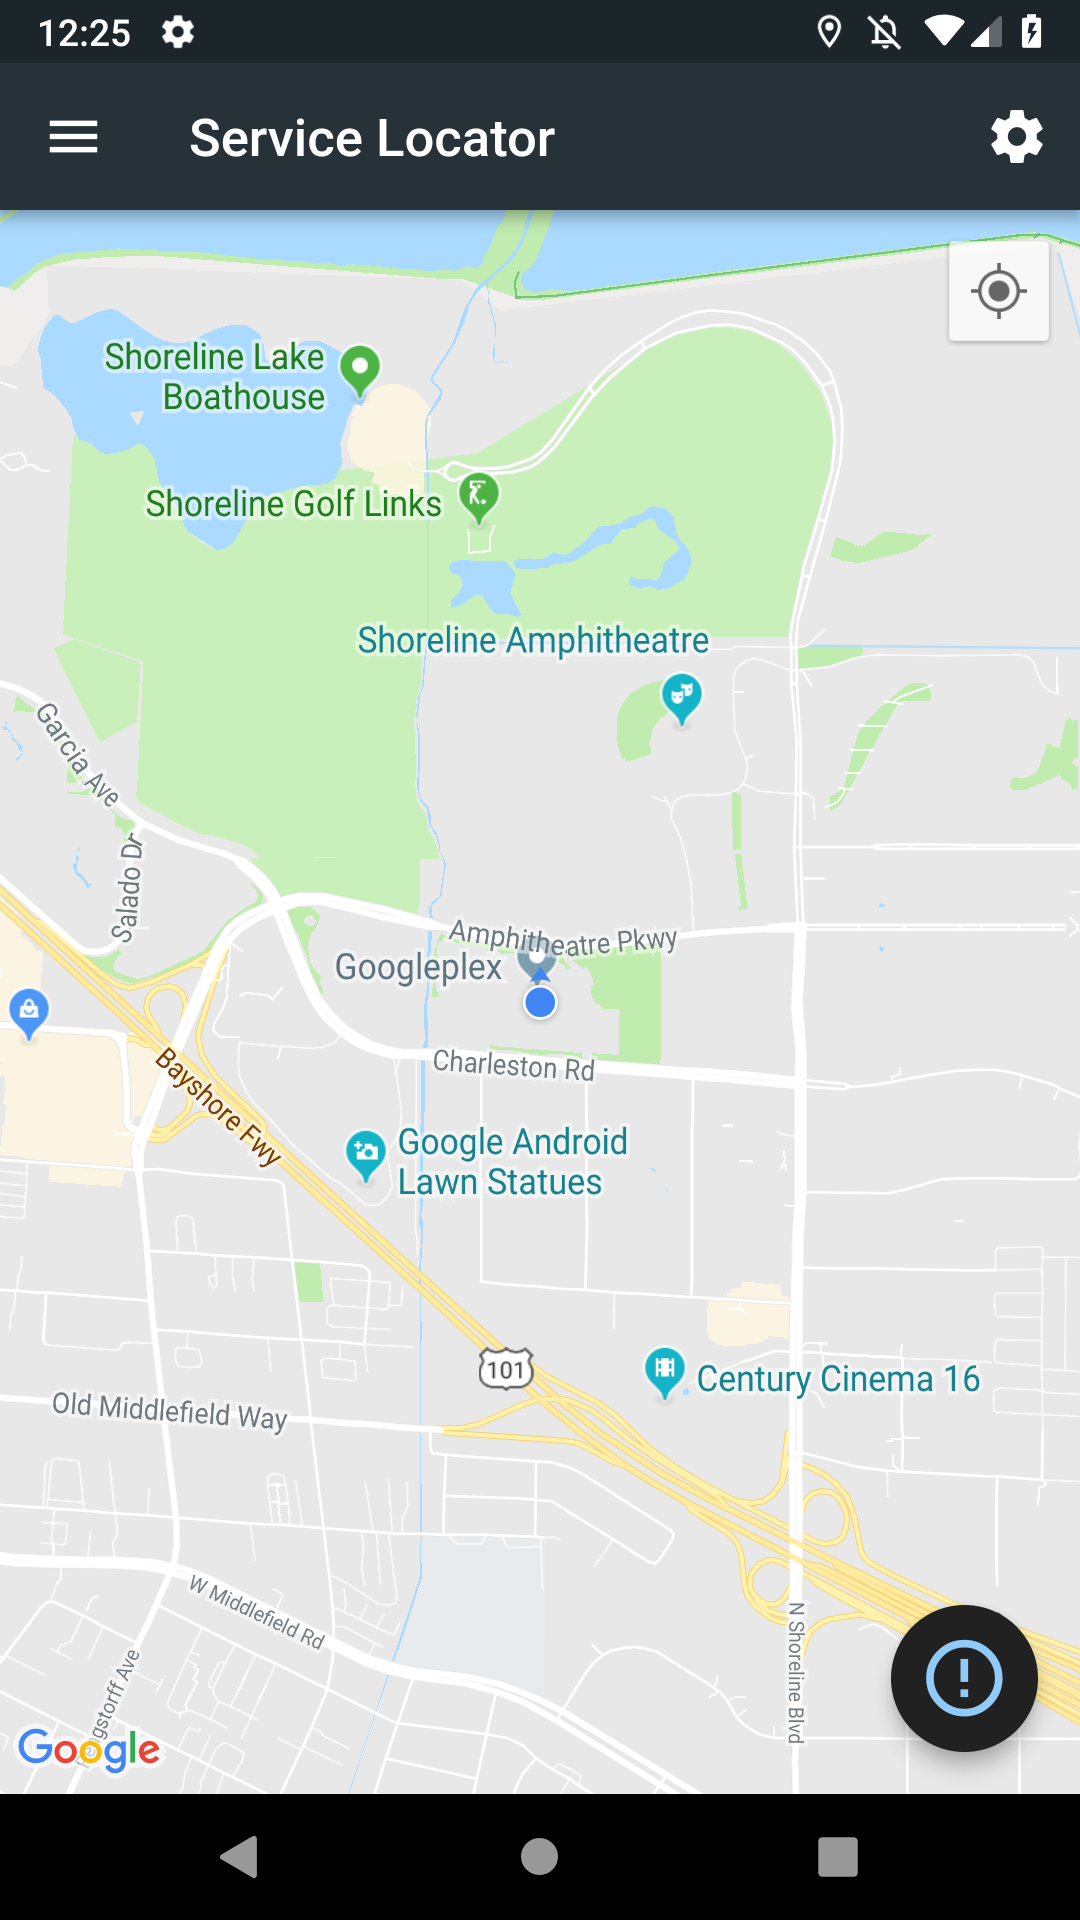 12:25
Service Locator
Shoreline Lake
Boathouse
Shoreline Golf Links
Shoreline Amphitheatre
Garcia Ave
Salado Dr
Amphitheatre Pkwy
Googleplex
Charleston Rd
Bayshore Fwy
Google Android
Lawn Statues
101
Century Cinema 16
Old Middlefield Way
W Middlefield Rd
N Shoreline Blvd
Google